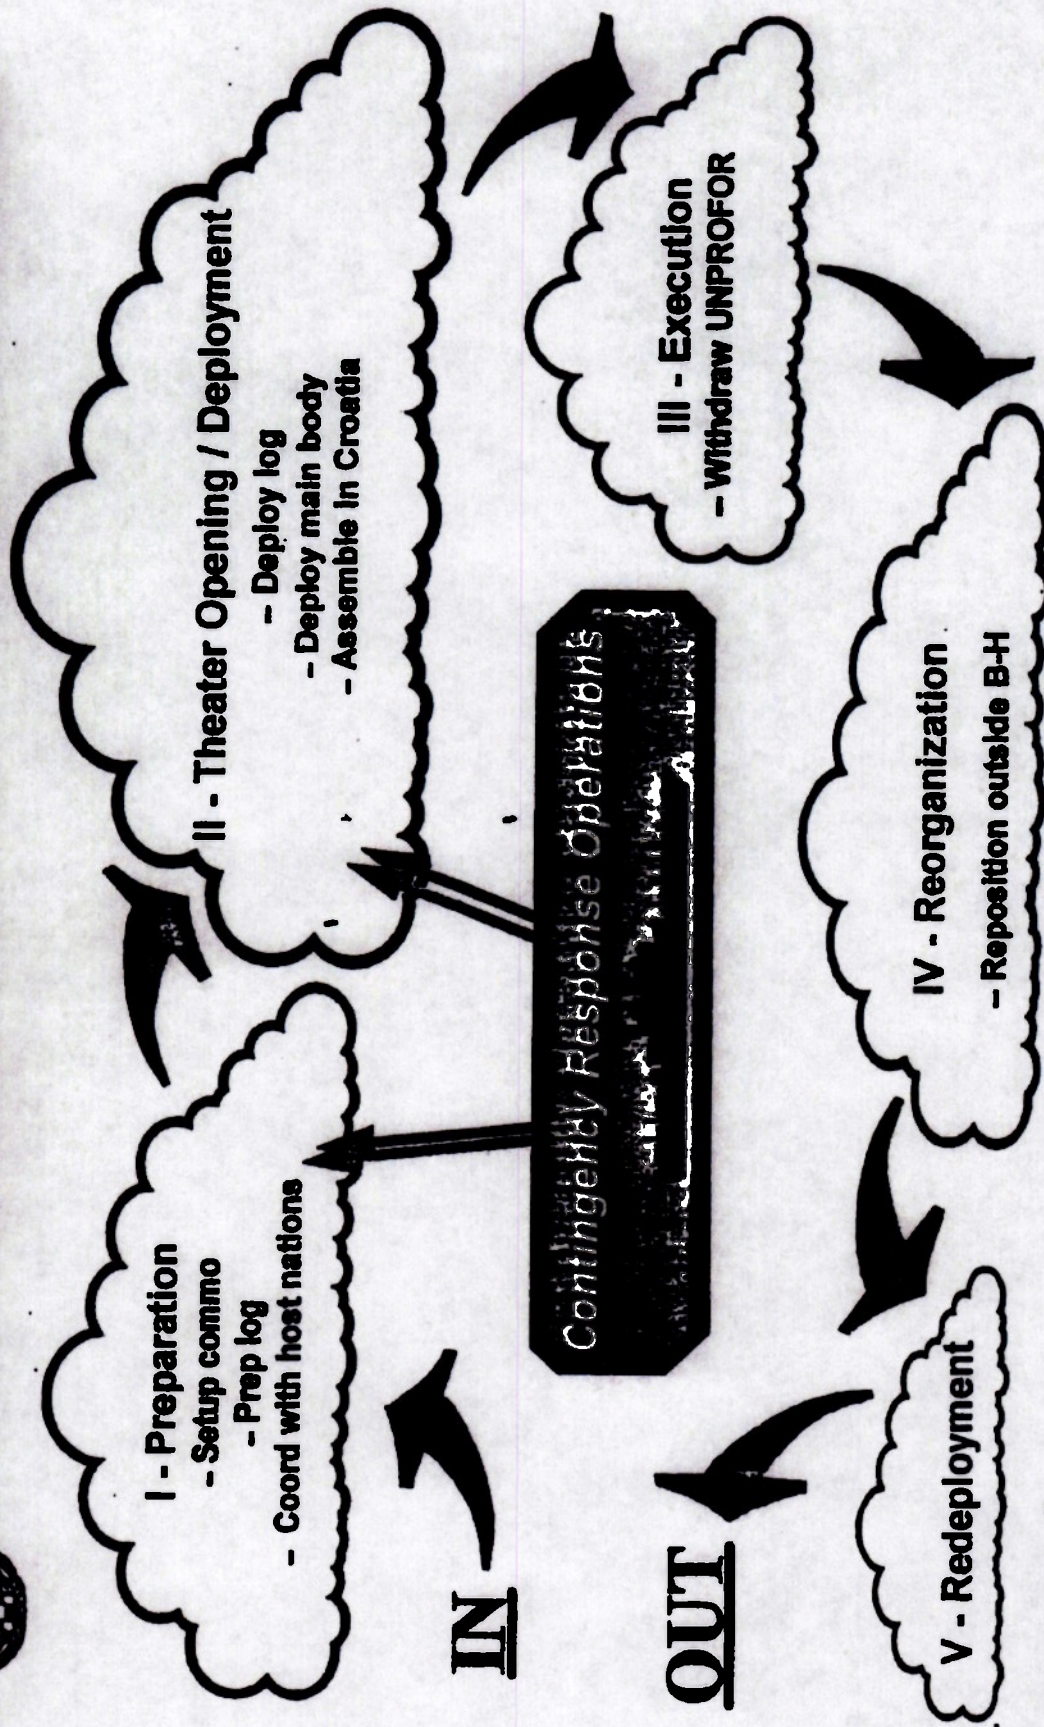 I - Preparation
- Setup commo
- Prep log
- Coord with host nations
II - Theater Opening / Deployment
- Deploy log
- Deploy main body
- Assemble in Croatia
III - Execution
- Withdraw UNPROFOR
Contingency Response Operations
IV - Reorganization
- Reposition outside B-H
V - Redeployment
IN
OUT